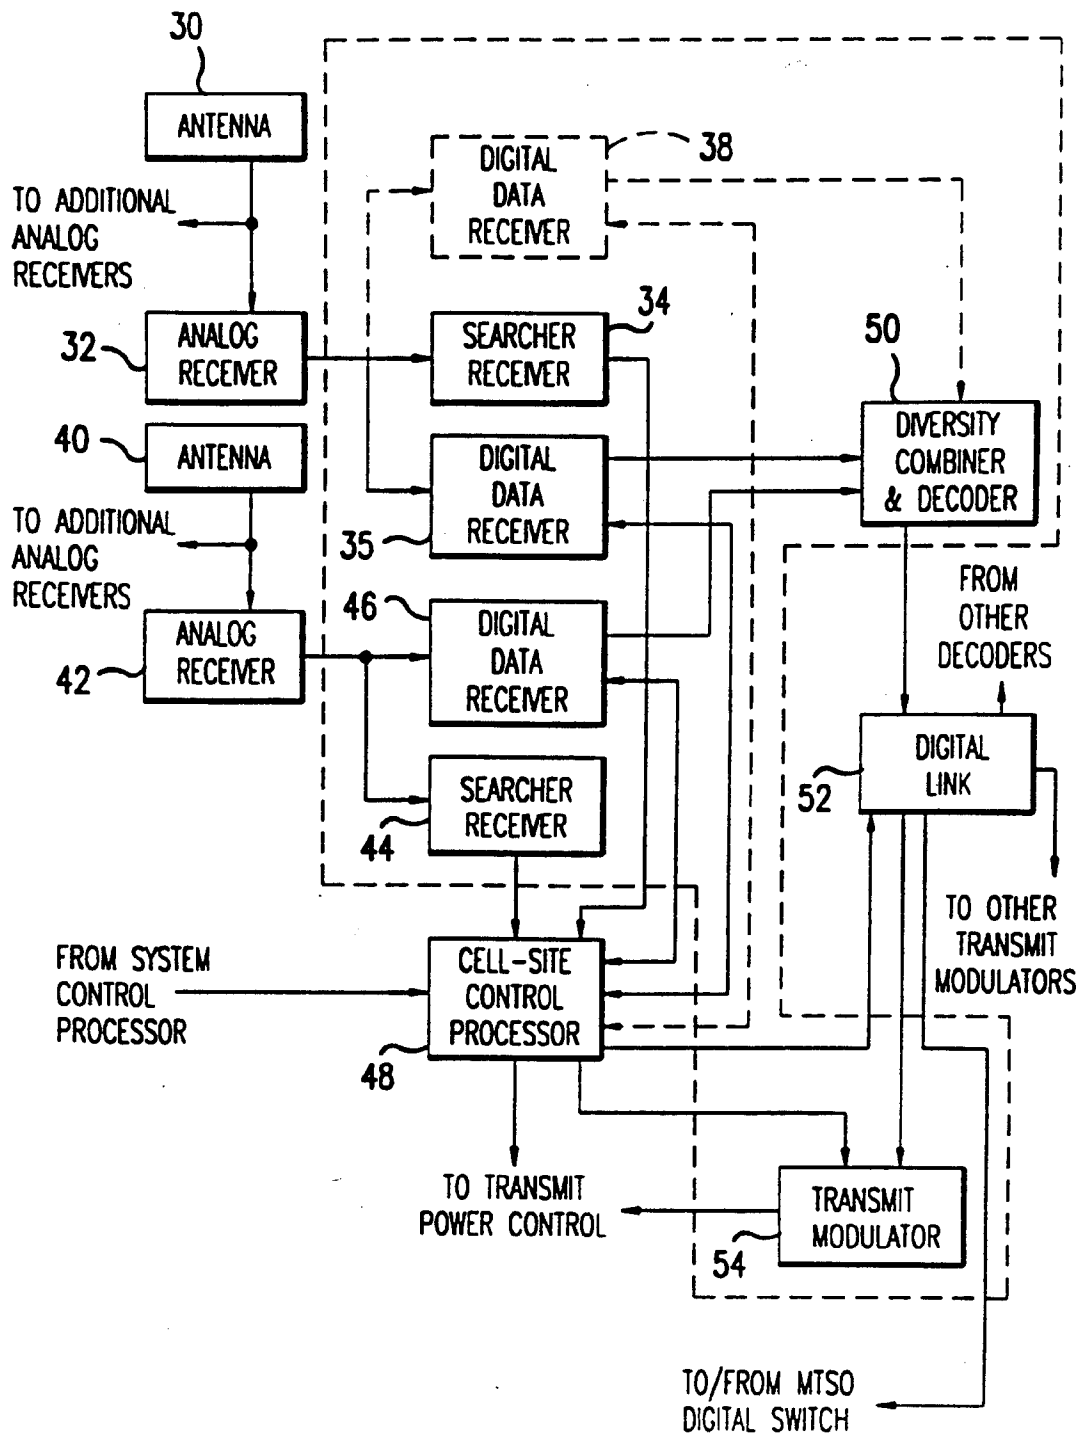 30
ANTENNA
TO ADDITIONAL
ANALOG
RECEIVERS
32
ANALOG
RECEIVER
40
ANTENNA
TO ADDITIONAL
ANALOG
RECEIVERS
42
ANALOG
RECEIVER
DIGITAL
DATA
RECEIVER
38
SEARCHER
RECEIVER
34
DIGITAL
DATA
RECEIVER
35
46
DIGITAL
DATA
RECEIVER
SEARCHER
RECEIVER
44
50
DIVERSITY
COMBINER
& DECODER
FROM
OTHER
DECODERS
DIGITAL
LINK
52
TO OTHER
TRANSMIT
MODULATORS
FROM SYSTEM
CONTROL
PROCESSOR
CELL-SITE
CONTROL
PROCESSOR
48
TO TRANSMIT
POWER CONTROL
TRANSMIT
MODULATOR
54
TO/FROM MTSO
DIGITAL SWITCH